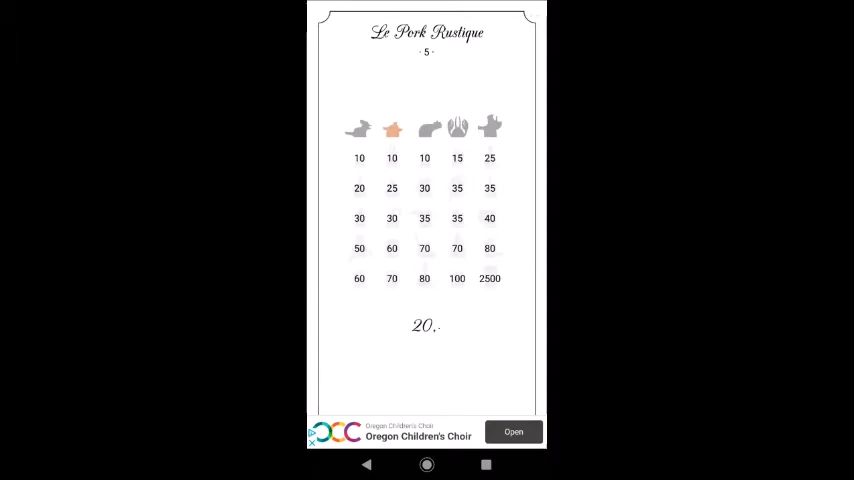 Le Pork Rustique
· 5 ·
10 10 10 15 25
20 25 30 35 35
30 30 35 35 40
50 60 70 70 80
60 70 80 100 2500
20,-
Oregon Children's Choir
Oregon Children's Choir
Open